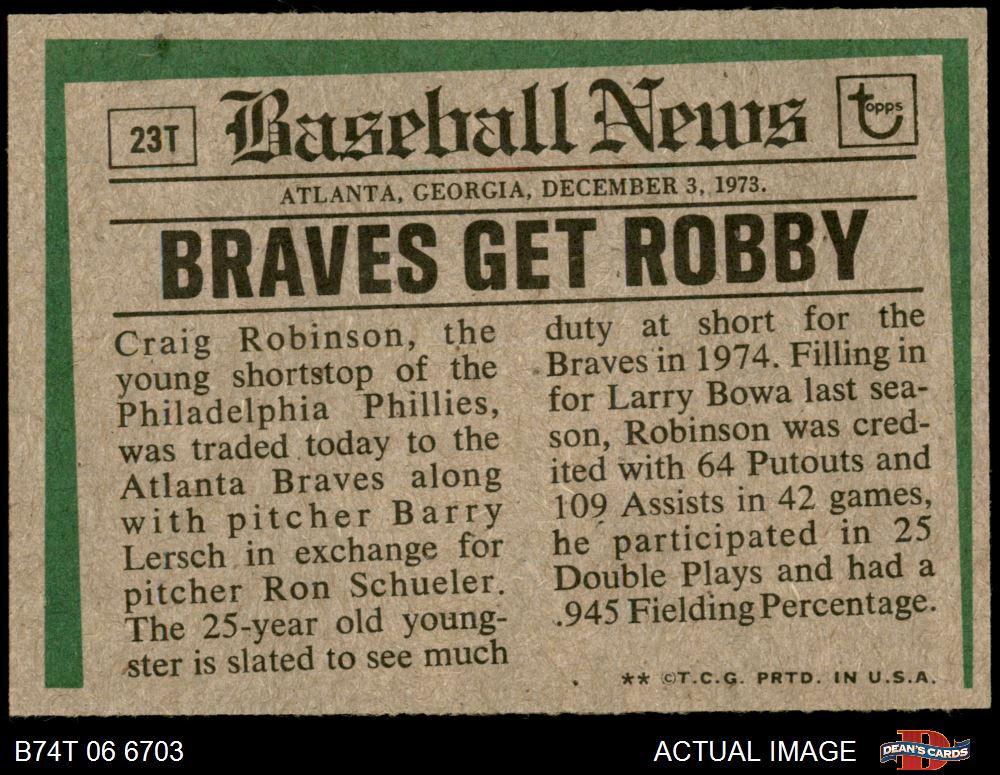 23T
Baseball News
topps
ATLANTA, GEORGIA, DECEMBER 3, 1973.
BRAVES GET ROBBY
Craig Robinson, the
young shortstop of the
Philadelphia Phillies,
was traded today to the
Atlanta Braves along
with pitcher Barry
Lersch in exchange for
pitcher Ron Schueler.
The 25-year old young-
ster is slated to see much
duty at short for the
Braves in 1974. Filling in
for Larry Bowa last sea-
son, Robinson was cred-
ited with 64 Putouts and
109 Assists in 42 games,
he participated in 25
Double Plays and had a
.945 Fielding Percentage.
** ©T.C.G. PRTD. IN U.S.A.
B74T 06 6703
ACTUAL IMAGE
DEAN'S CARDS